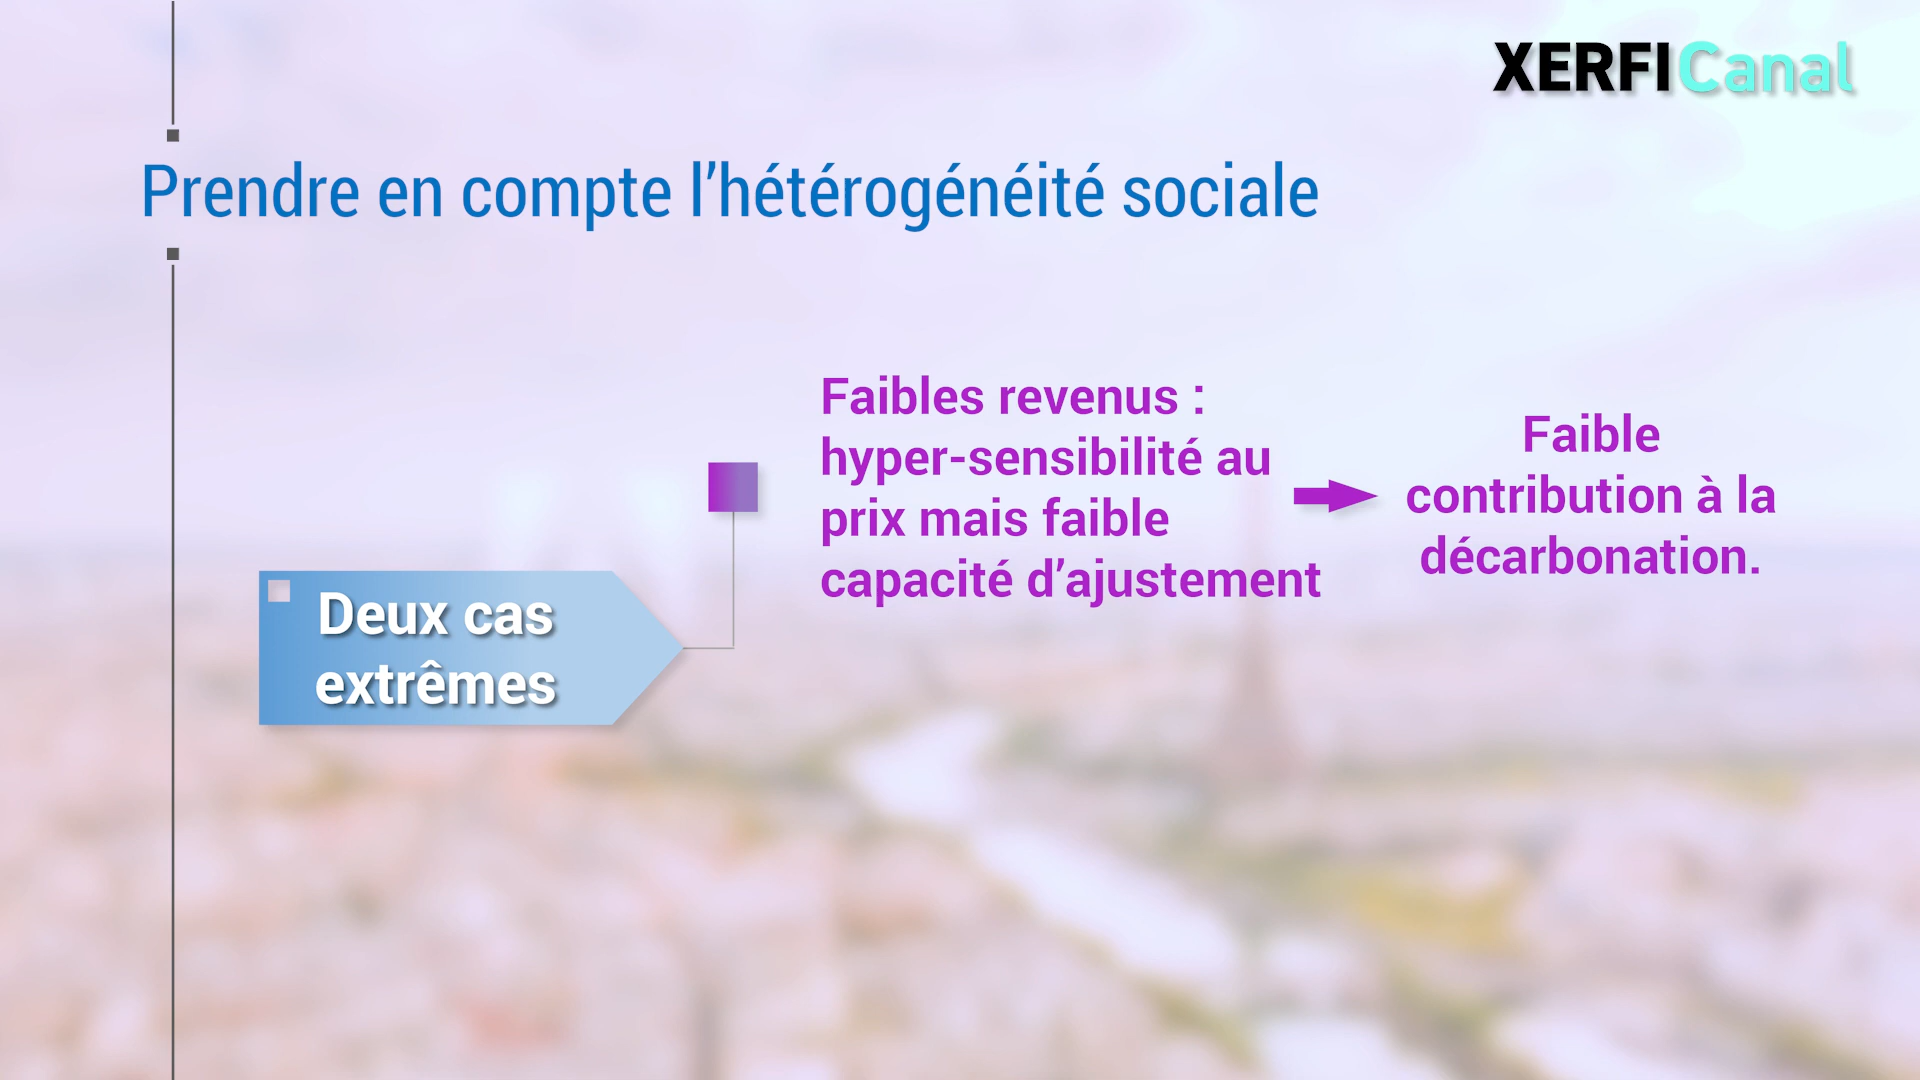 XERFI Canal
Prendre en compte l’hétérogénéité sociale
Faibles revenus :
hyper-sensibilité au
prix mais faible
capacité d’ajustement
Faible
contribution à la
décarbonation.
Deux cas
extrêmes